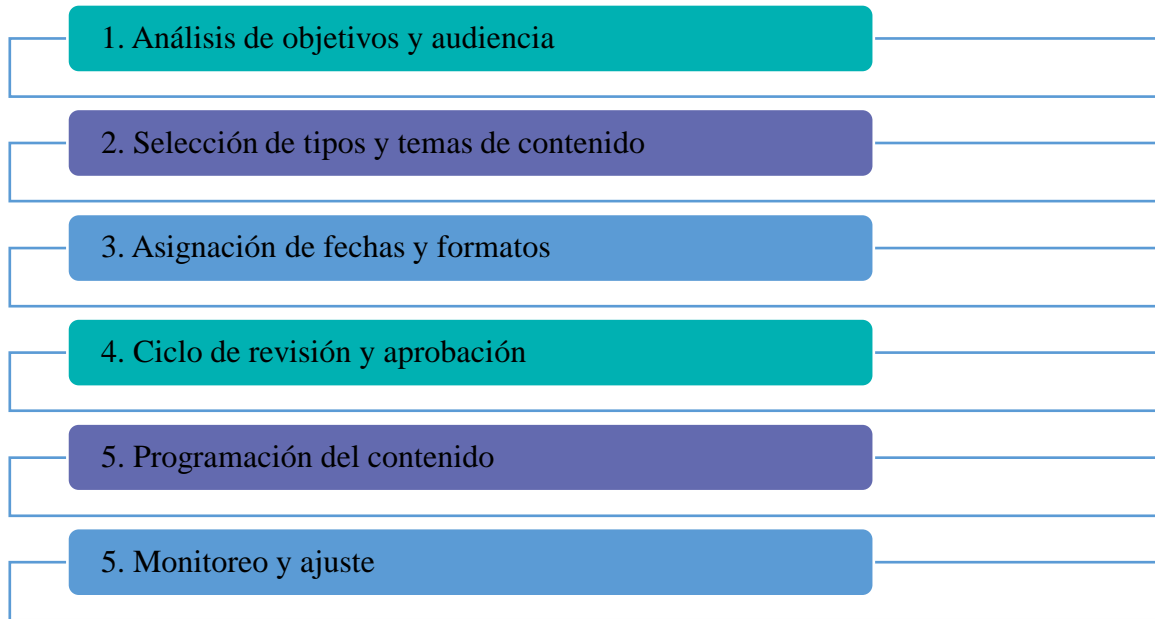 1. Análisis de objetivos y audiencia
2. Selección de tipos y temas de contenido
3. Asignación de fechas y formatos
4. Ciclo de revisión y aprobación
5. Programación del contenido
5. Monitoreo y ajuste